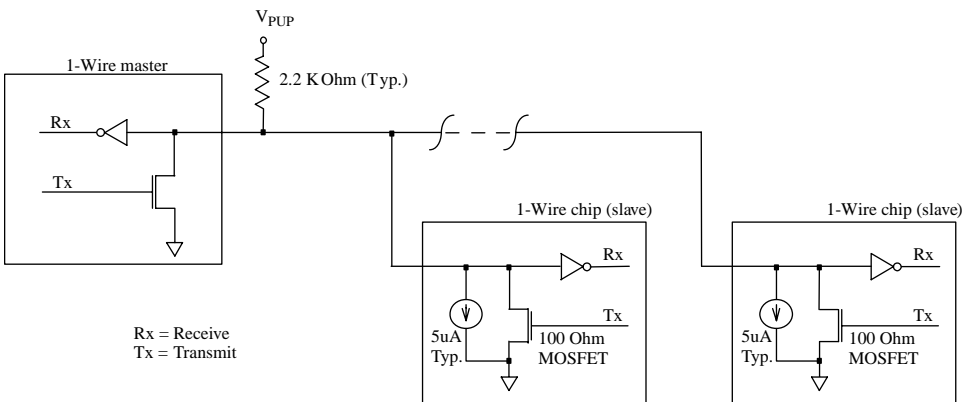 V_PUP
1-Wire master
2.2 K Ohm (Typ.)
Rx
Tx
1-Wire chip (slave)
1-Wire chip (slave)
Rx
Rx
Tx
Tx
5uA
Typ.
100 Ohm
MOSFET
5uA
Typ.
100 Ohm
MOSFET
Rx = Receive
Tx = Transmit